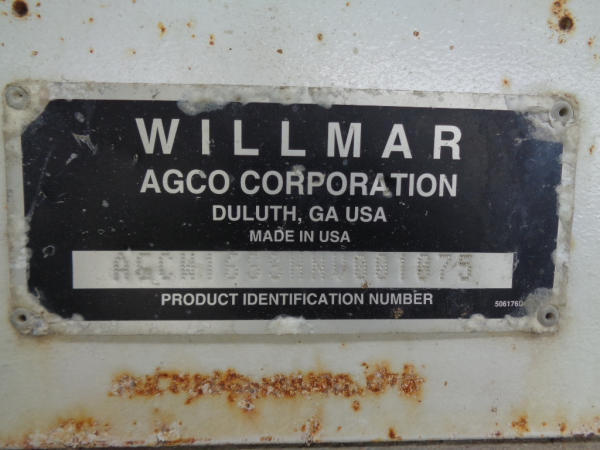 WILLMAR
AGCO CORPORATION
DULUTH, GA USA
MADE IN USA
PRODUCT IDENTIFICATION NUMBER